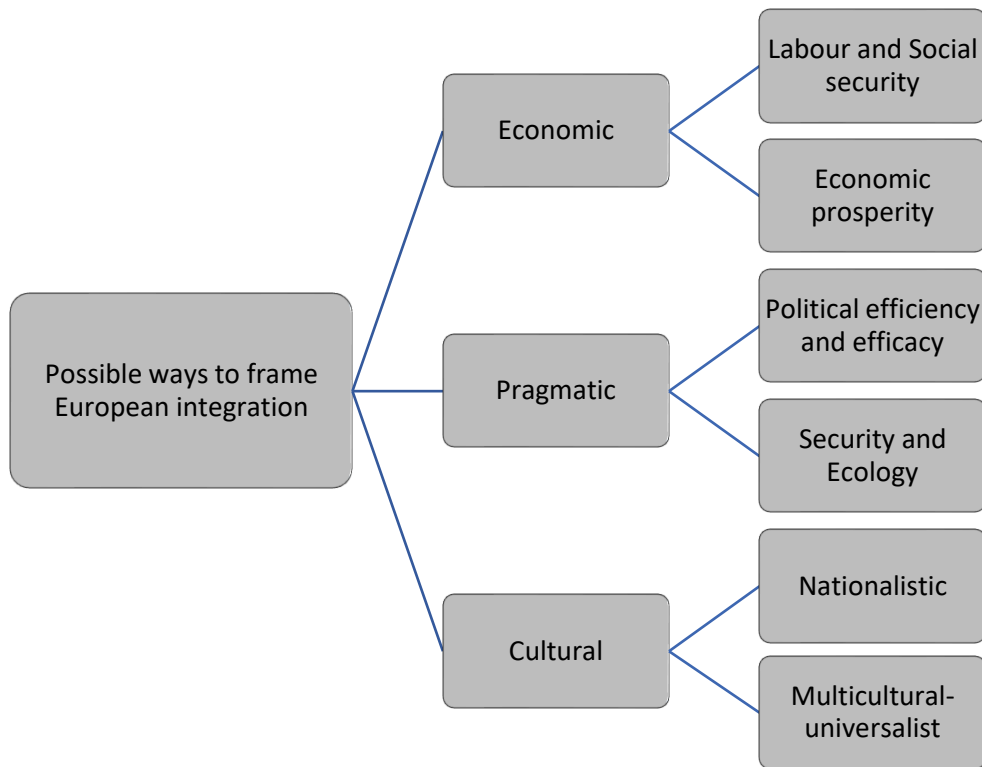 Possible ways to frame
European integration
Economic
Labour and Social
security
Economic
prosperity
Pragmatic
Political efficiency
and efficacy
Security and
Ecology
Cultural
Nationalistic
Multicultural-
universalist